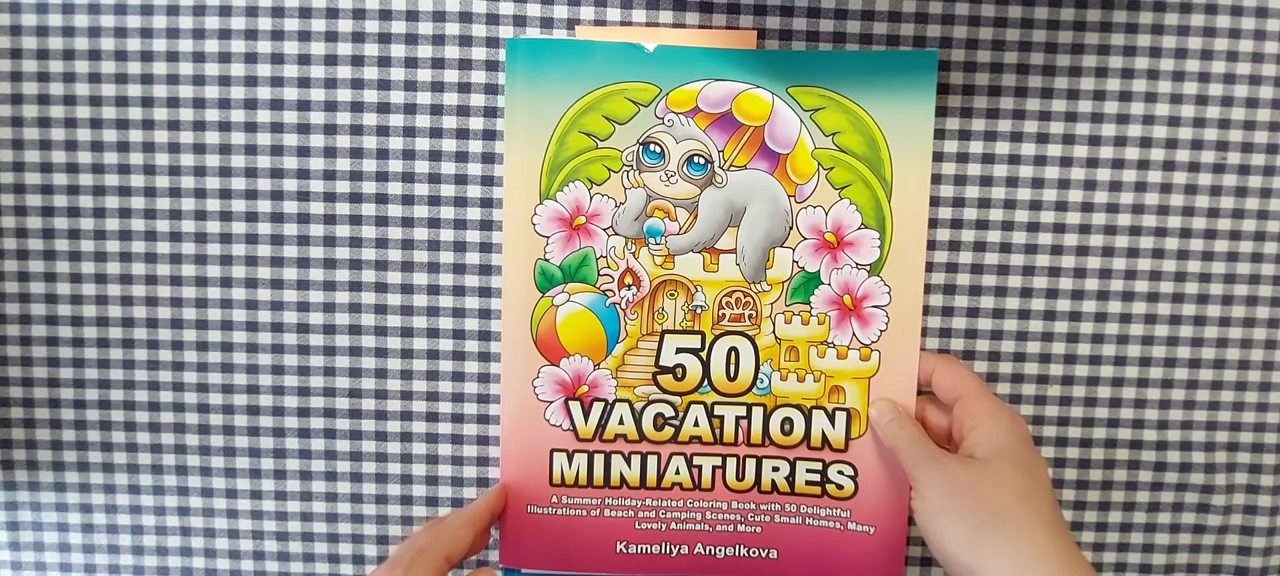 50
VACATION
MINIATURES
A Summer Holiday-Related Coloring Book with 50 Delightful
Illustrations of Beach and Camping Scenes, Cute Small Homes, Many
Lovely Animals, and More
Kameliya Angelkova